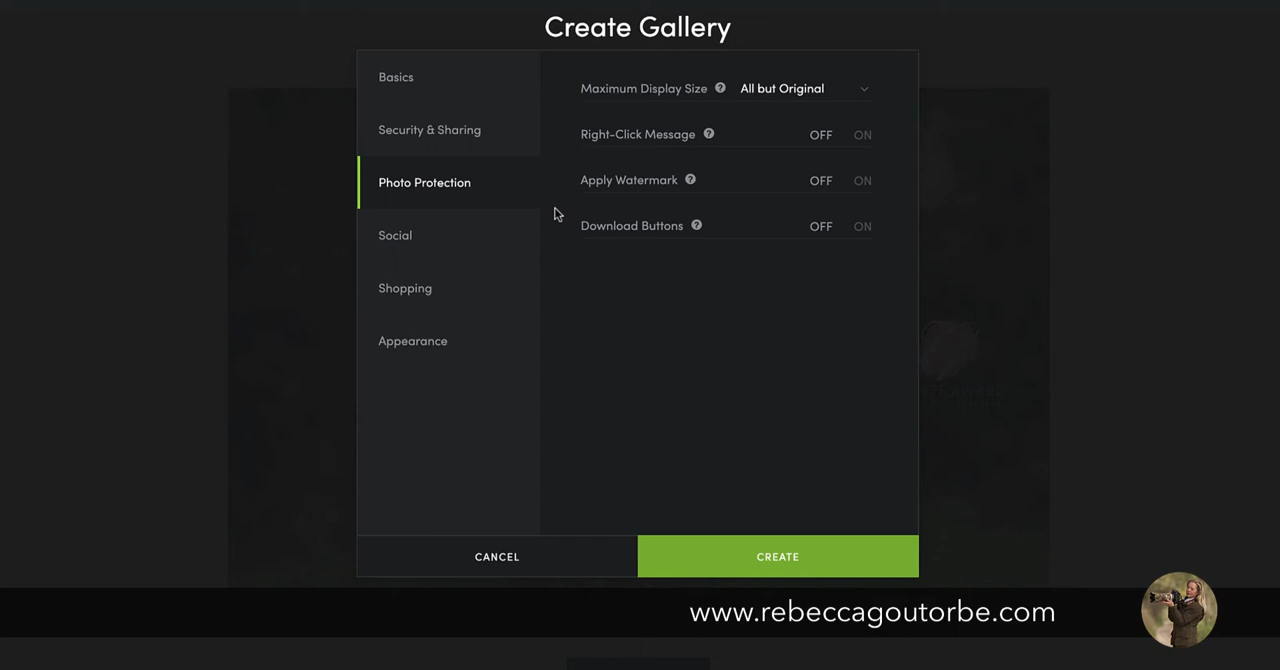 Create Gallery
Basics
Security & Sharing
Photo Protection
Social
Shopping
Appearance
Maximum Display Size ? All but Original
Right-Click Message ? OFF ON
Apply Watermark ? OFF ON
Download Buttons ? OFF ON
CANCEL
CREATE
www.rebeccagoutorbe.com